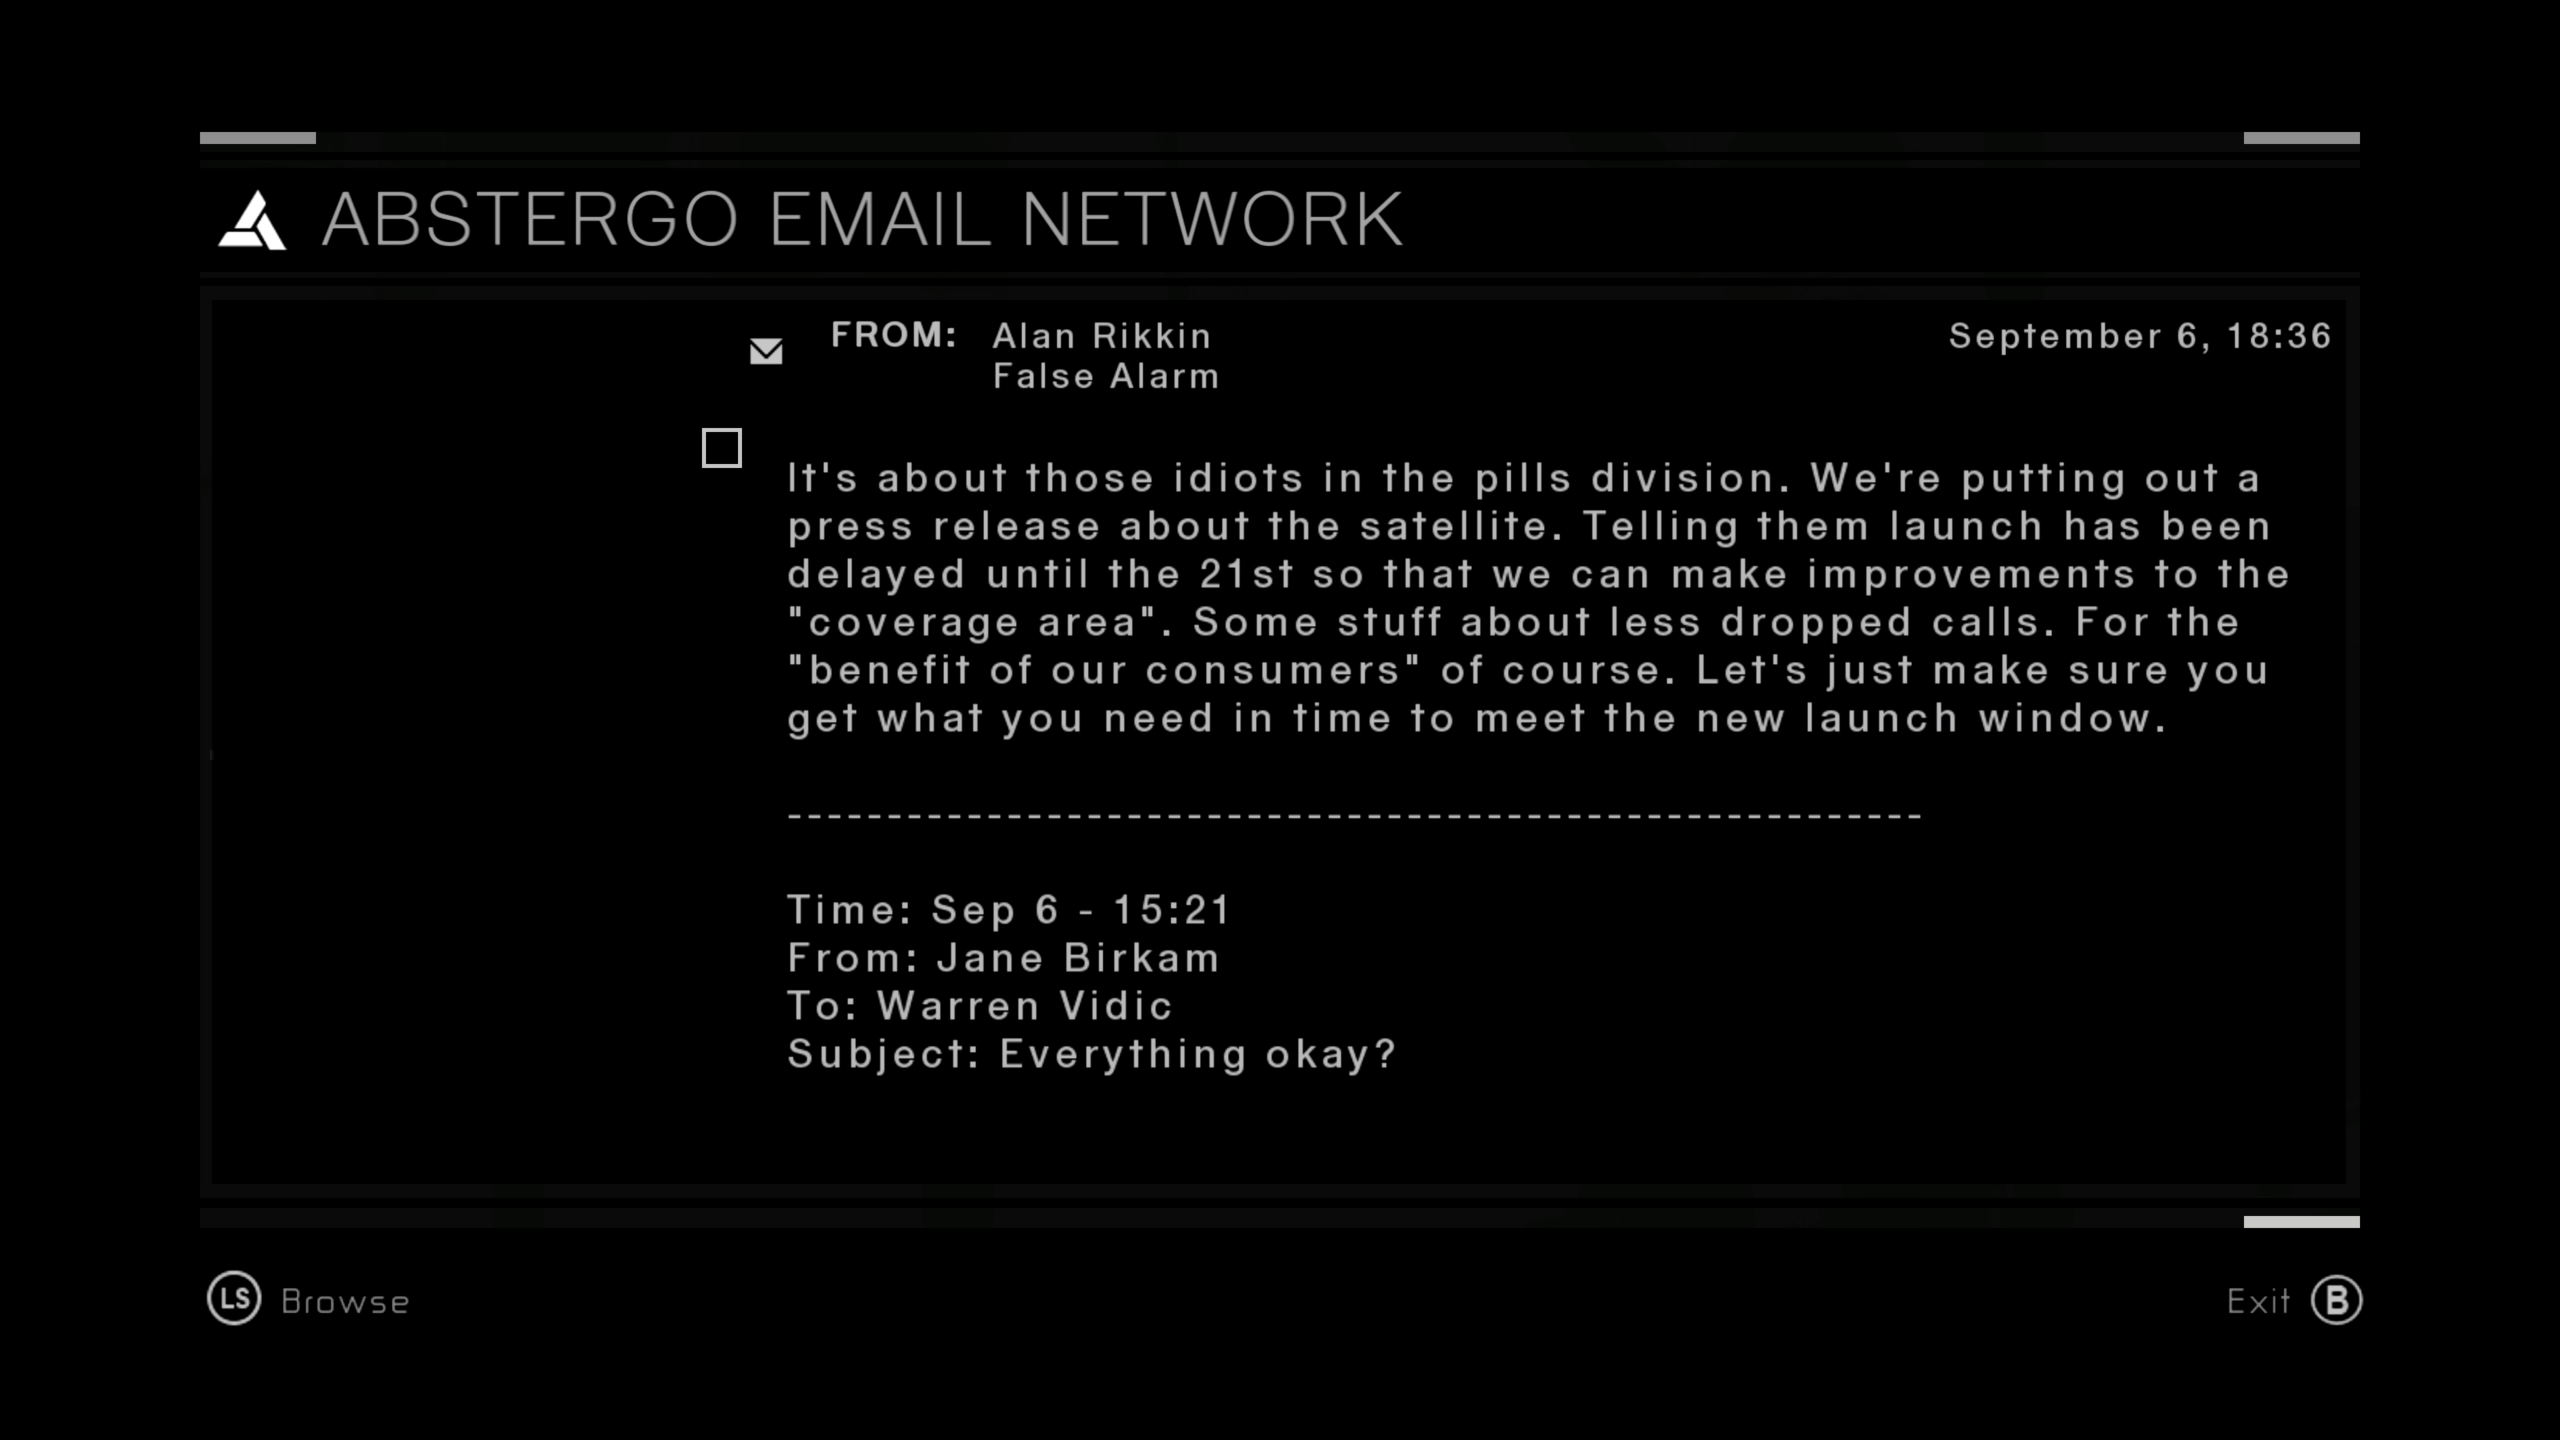 ABSTERGO EMAIL NETWORK
FROM: Alan Rikkin September 6, 18:36
False Alarm
It's about those idiots in the pills division. We're putting out a
press release about the satellite. Telling them launch has been
delayed until the 21st so that we can make improvements to the
"coverage area". Some stuff about less dropped calls. For the
"benefit of our consumers" of course. Let's just make sure you
get what you need in time to meet the new launch window.
---------------------------------------------------------
Time: Sep 6 - 15:21
From: Jane Birkam
To: Warren Vidic
Subject: Everything okay?
LS Browse Exit B